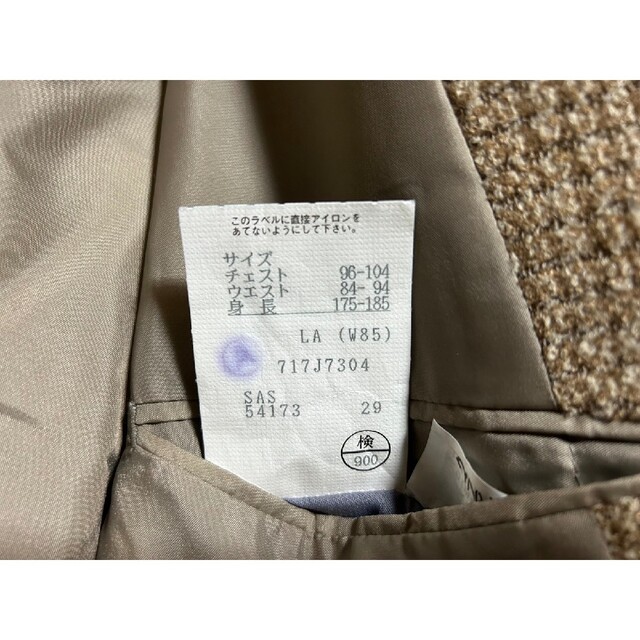 このラベルに直接アイロンを
あてないようにして下さい。
サイズ
チェスト 96-104
ウエスト 84- 94
身長 175-185
LA (W85)
717J7304
SAS
54173 29
検
900